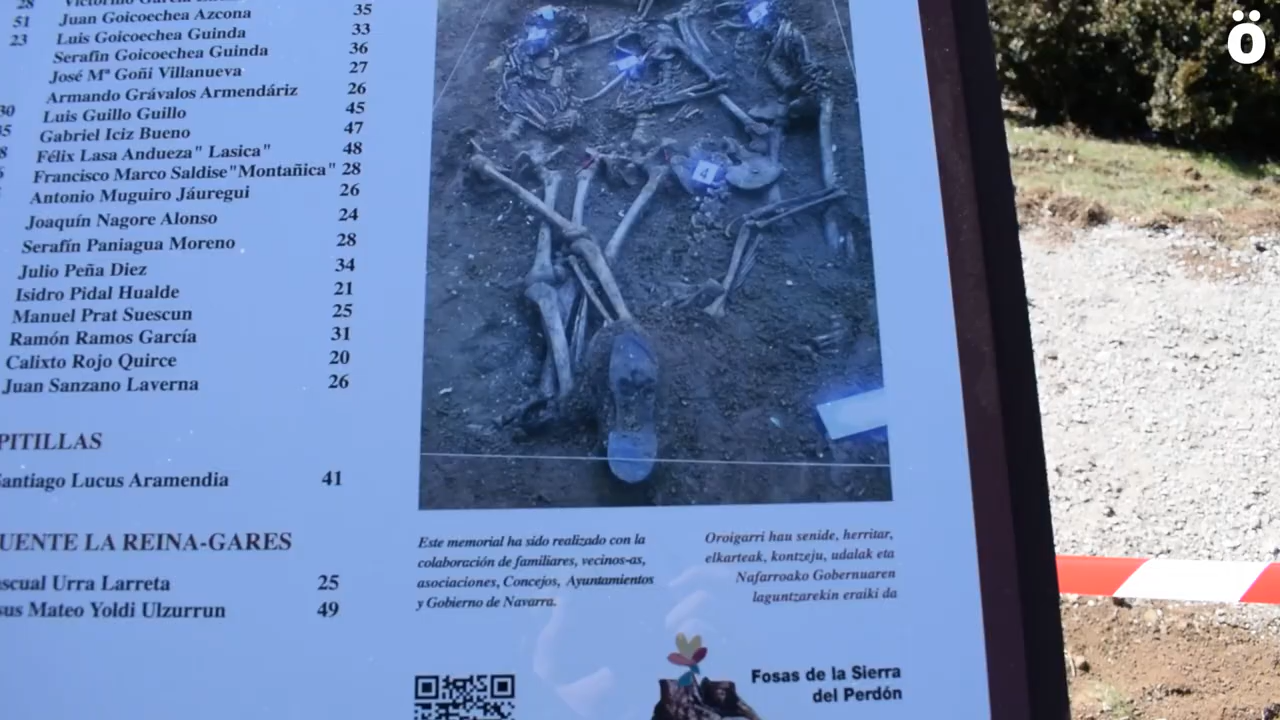 ö
28
Juan Goicoechea Azcona 35
51 Luis Goicoechea Guinda 33
23 Serafín Goicoechea Guinda 36
José Mª Goñi Villanueva 27
Armando Grávalos Armendáriz 26
30 Luis Guillo Guillo 45
Gabriel Iciz Bueno 47
Félix Lasa Andueza "Lasica" 48
Francisco Marco Saldise "Montañica" 28
Antonio Muguiro Jáuregui 26
Joaquín Nagore Alonso 24
Serafín Paniagua Moreno 28
Julio Peña Diez 34
Isidro Pidal Hualde 21
Manuel Prat Suescun 25
Ramón Ramos García 31
Calixto Rojo Quirce 20
Juan Sanzano Laverna 26
PITILLAS
antiago Lucus Aramendia 41
UENTE LA REINA-GARES
ascual Urra Larreta 25
sus Mateo Yoldi Ulzurrun 49
4
Este memorial ha sido realizado con la
colaboración de familiares, vecinos-as,
asociaciones, Concejos, Ayuntamientos
y Gobierno de Navarra.
Oroigarri hau senide, herritar,
elkarteak, kontzeju, udalak eta
Nafarroako Gobernuaren
laguntzarekin eraiki da
Fosas de la Sierra
del Perdón